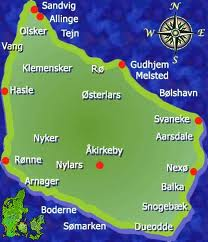 Sandvig
Allinge
Olsker
Tejn
N
Vang
W
E
S
Klemensker
Rø
Gudhjem
Melsted
Hasle
Østerlars
Bølshavn
Svaneke
Aarsdale
Nyker
Åkirkeby
Rønne
Nylars
Nexø
Balka
Arnager
Snogebæk
Boderne
Sømarken
Dueodde